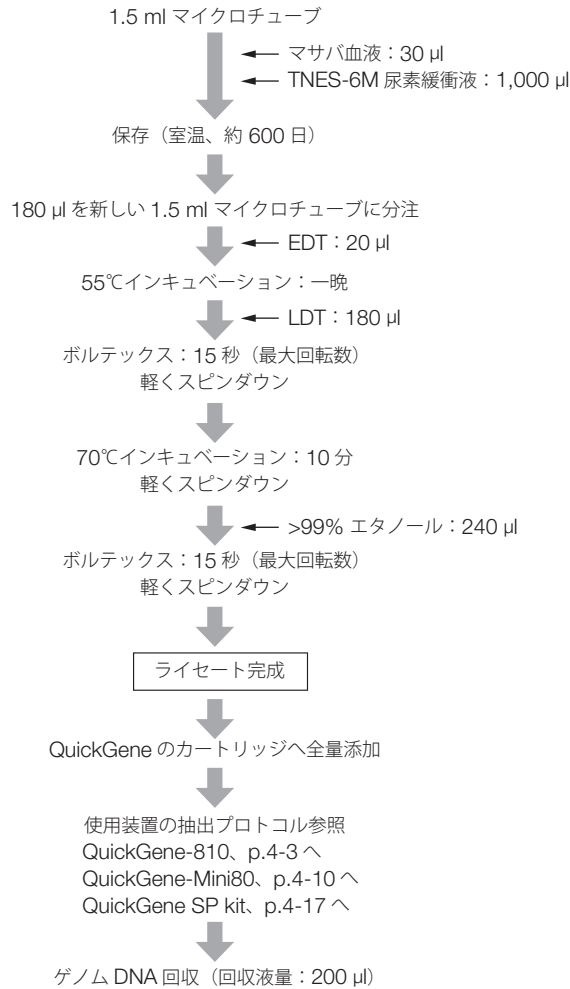 1.5 ml マイクロチューブ
マサバ血液：30 µl
TNES-6M 尿素緩衝液：1,000 µl
保存（室温、約 600 日）
180 µl を新しい 1.5 ml マイクロチューブに分注
EDT：20 µl
55℃インキュベーション：一晩
LDT：180 µl
ボルテックス：15 秒（最大回転数）
軽くスピンダウン
70℃インキュベーション：10 分
軽くスピンダウン
>99% エタノール：240 µl
ボルテックス：15 秒（最大回転数）
軽くスピンダウン
ライセート完成
QuickGene のカートリッジへ全量添加
使用装置の抽出プロトコル参照
QuickGene-810、p.4-3 へ
QuickGene-Mini80、p.4-10 へ
QuickGene SP kit、p.4-17 へ
ゲノム DNA 回収（回収液量：200 µl）